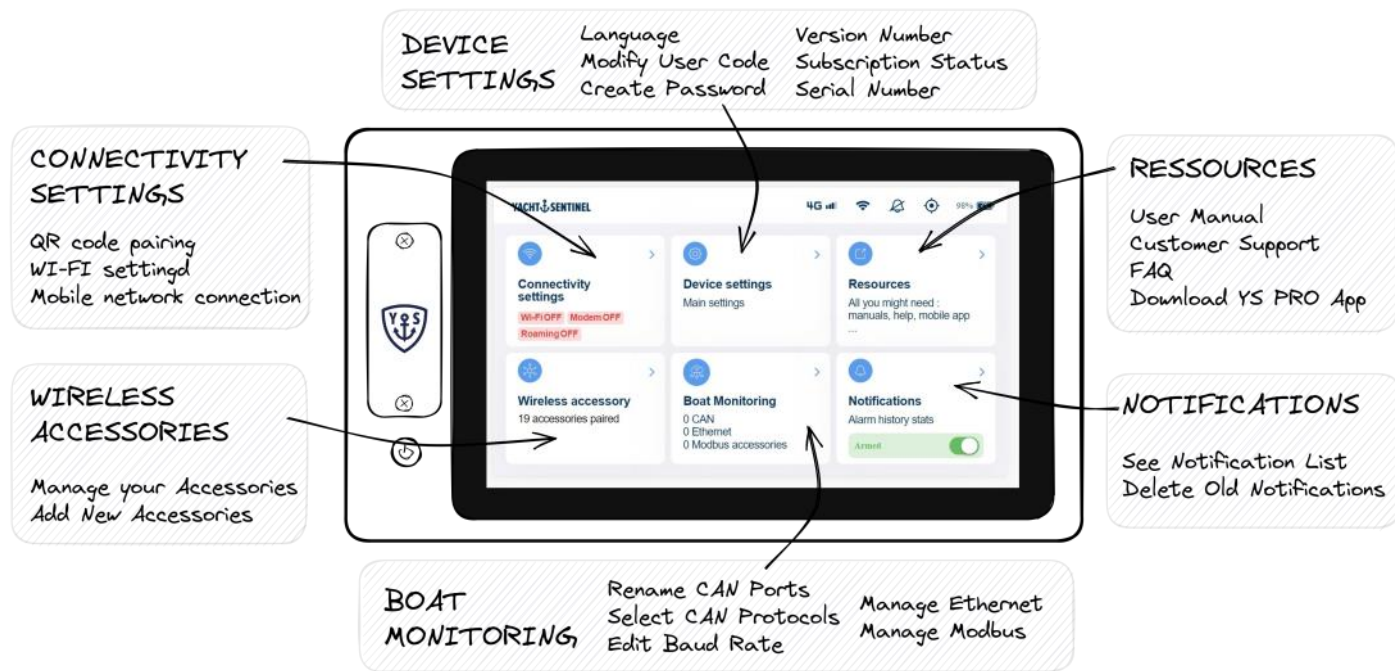 DEVICE
SETTINGS
Language
Modify User Code
Create Password
Version Number
Subscription Status
Serial Number
CONNECTIVITY
SETTINGS
QR code pairing
WI-FI settingd
Mobile network connection
WIRELESS
ACCESSORIES
Manage your Accessories
Add New Accessories
YOS
YACHT SENTINEL
4G
98%
Connectivity
settings
Wi-Fi OFF Modem OFF
Roaming OFF
Device settings
Main settings
Resources
All you might need :
manuals, help, mobile app
...
Wireless accessory
19 accessories paired
Boat Monitoring
0 CAN
0 Ethernet
0 Modbus accessories
Notifications
Alarm history stats
Armed
RESSOURCES
User Manual
Customer Support
FAQ
Download YS PRO App
NOTIFICATIONS
See Notification List
Delete Old Notifications
BOAT
MONITORING
Rename CAN Ports
Select CAN Protocols
Edit Baud Rate
Manage Ethernet
Manage Modbus